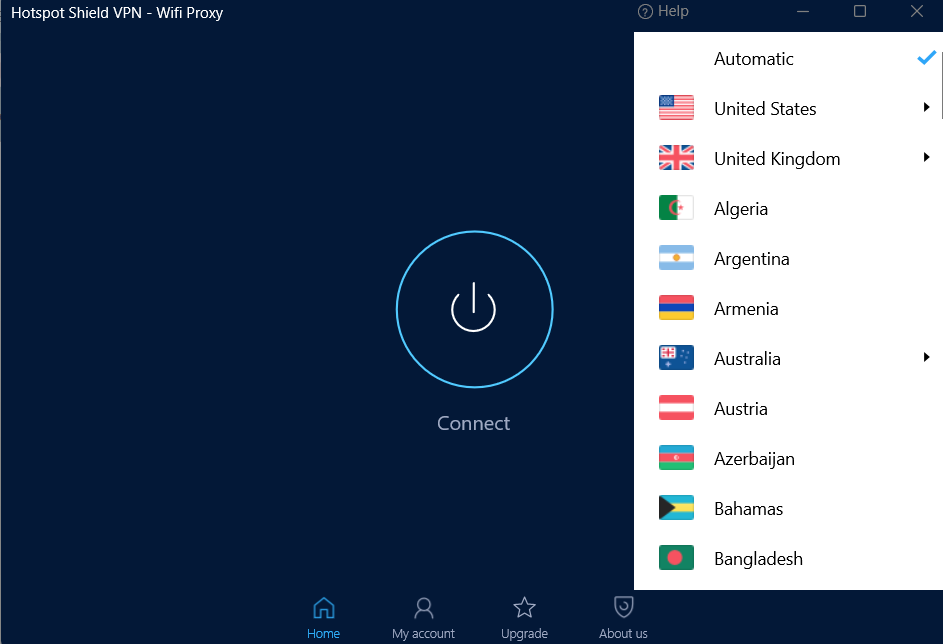 Hotspot Shield VPN - Wifi Proxy
Help
Automatic
United States
United Kingdom
Algeria
Argentina
Armenia
Australia
Austria
Azerbaijan
Bahamas
Bangladesh
Connect
Home
My account
Upgrade
About us